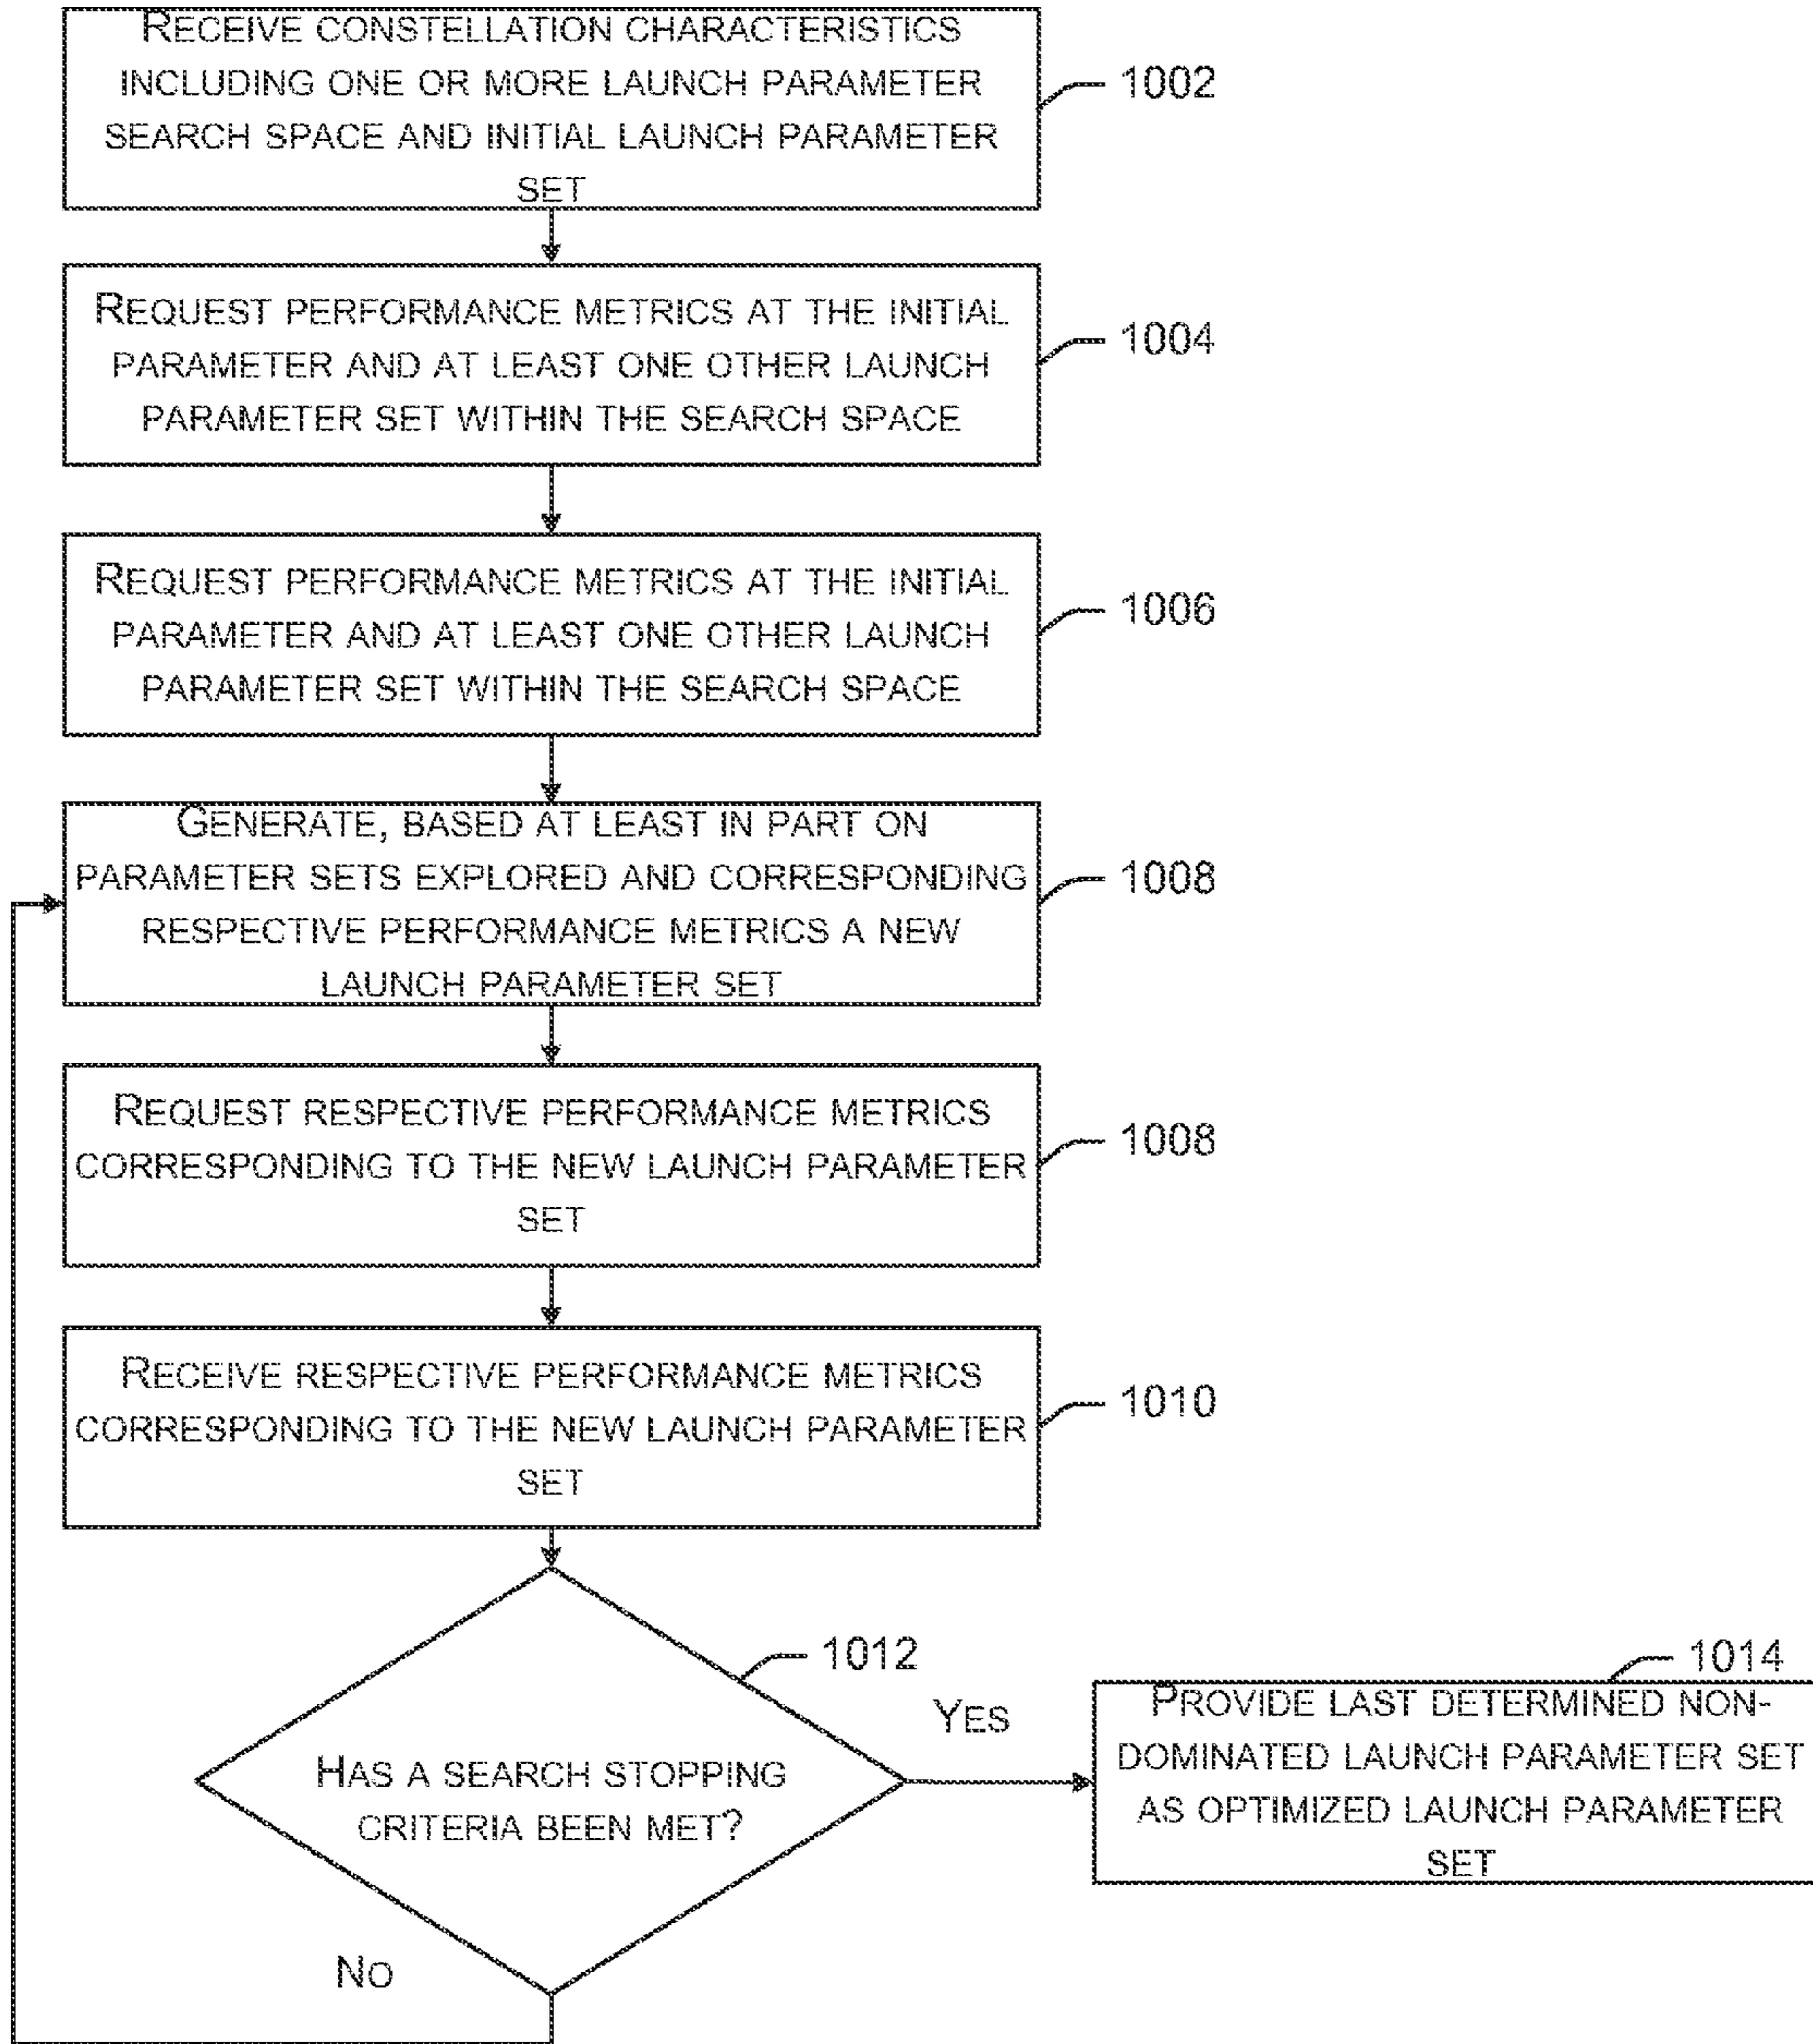 RECEIVE CONSTELLATION CHARACTERISTICS
INCLUDING ONE OR MORE LAUNCH PARAMETER
SEARCH SPACE AND INITIAL LAUNCH PARAMETER
SET
1002
REQUEST PERFORMANCE METRICS AT THE INITIAL
PARAMETER AND AT LEAST ONE OTHER LAUNCH
PARAMETER SET WITHIN THE SEARCH SPACE
1004
REQUEST PERFORMANCE METRICS AT THE INITIAL
PARAMETER AND AT LEAST ONE OTHER LAUNCH
PARAMETER SET WITHIN THE SEARCH SPACE
1006
GENERATE, BASED AT LEAST IN PART ON
PARAMETER SETS EXPLORED AND CORRESPONDING
RESPECTIVE PERFORMANCE METRICS A NEW
LAUNCH PARAMETER SET
1008
REQUEST RESPECTIVE PERFORMANCE METRICS
CORRESPONDING TO THE NEW LAUNCH PARAMETER
SET
1008
RECEIVE RESPECTIVE PERFORMANCE METRICS
CORRESPONDING TO THE NEW LAUNCH PARAMETER
SET
1010
HAS A SEARCH STOPPING
CRITERIA BEEN MET?
1012
YES
NO
1014
PROVIDE LAST DETERMINED NON-
DOMINATED LAUNCH PARAMETER SET
AS OPTIMIZED LAUNCH PARAMETER
SET